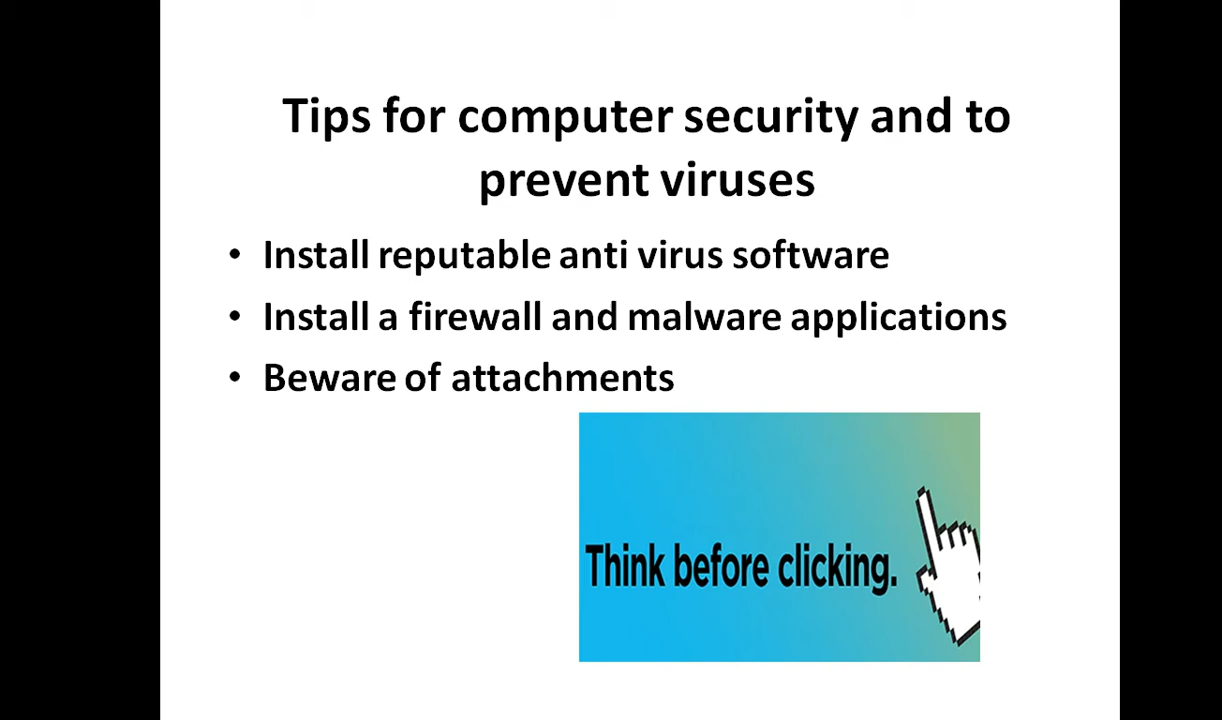 Tips for computer security and to
prevent viruses
• Install reputable anti virus software
• Install a firewall and malware applications
• Beware of attachments
Think before clicking.